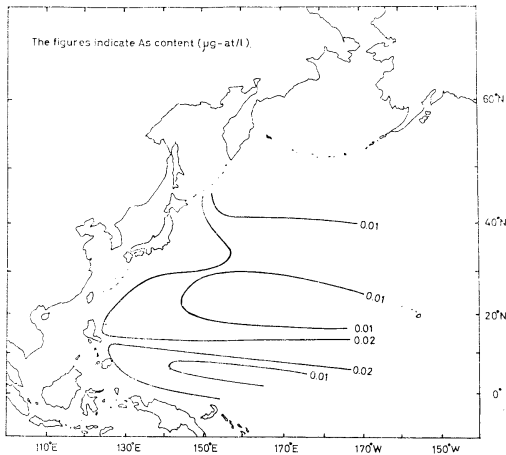 The figures indicate As content (µg-at/l).
60°N
0.01
40°N
0.01
0.01
20°N
0.02
0.02
0.01
0°
110°E 130°E 150°E 170°E 170°W 150°W